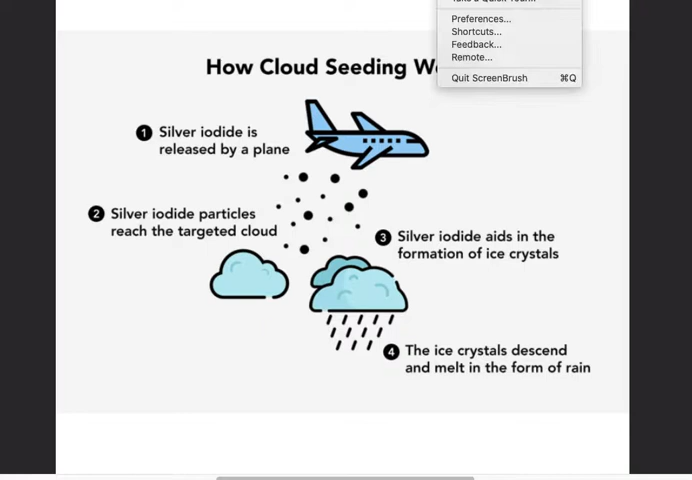 Preferences...
Shortcuts...
Feedback...
Remote...
Quit ScreenBrush ⌘Q
How Cloud Seeding
1 Silver iodide is
released by a plane
2 Silver iodide particles
reach the targeted cloud
3 Silver iodide aids in the
formation of ice crystals
4 The ice crystals descend
and melt in the form of rain